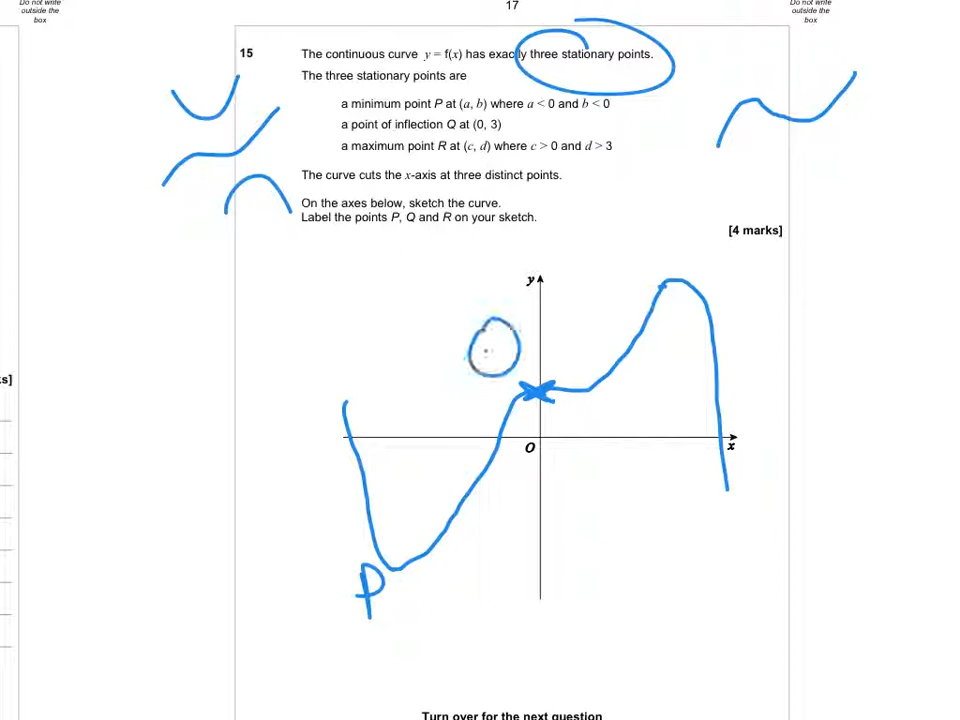 Do not write
outside the
box
17
Do not write
outside the
box
15 The continuous curve y = f(x) has exactly three stationary points.
The three stationary points are
a minimum point P at (a, b) where a < 0 and b < 0
a point of inflection Q at (0, 3)
a maximum point R at (c, d) where c > 0 and d > 3
The curve cuts the x-axis at three distinct points.
On the axes below, sketch the curve.
Label the points P, Q and R on your sketch.
[4 marks]
y
s]
O
x
P
Turn over for the next question